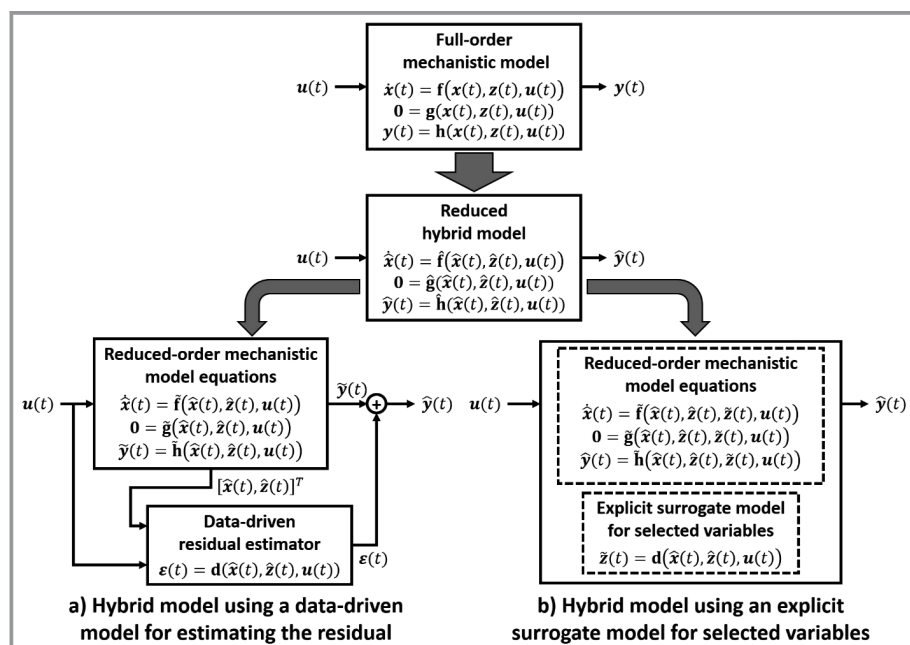 Full-order
mechanistic model
𝒖(t)
ẋ(t) = f(x(t), z(t), u(t))
0 = g(x(t), z(t), u(t))
y(t) = h(x(t), z(t), u(t))
y(t)
Reduced
hybrid model
u(t)
x̂̇(t) = f̂(x̂(t), ẑ(t), u(t))
0 = ĝ(x̂(t), ẑ(t), u(t))
ŷ(t) = ĥ(x̂(t), ẑ(t), u(t))
ŷ(t)
Reduced-order mechanistic
model equations
u(t)
x̂̇(t) = f̃(x̂(t), ẑ(t), u(t))
0 = g̃(x̂(t), ẑ(t), u(t))
ỹ(t) = h̃(x̂(t), ẑ(t), u(t))
ỹ(t)
+
ŷ(t)
[x̂(t), ẑ(t)]ᵀ
Data-driven
residual estimator
ε(t) = d(x̂(t), ẑ(t), u(t))
ε(t)
a) Hybrid model using a data-driven
model for estimating the residual
Reduced-order mechanistic
model equations
u(t)
x̂̇(t) = f̃(x̂(t), ẑ(t), z̃(t), u(t))
0 = g̃(x̂(t), ẑ(t), z̃(t), u(t))
ŷ(t) = h̃(x̂(t), ẑ(t), z̃(t), u(t))
ŷ(t)
Explicit surrogate model
for selected variables
z̃(t) = d(x̂(t), ẑ(t), u(t))
b) Hybrid model using an explicit
surrogate model for selected variables